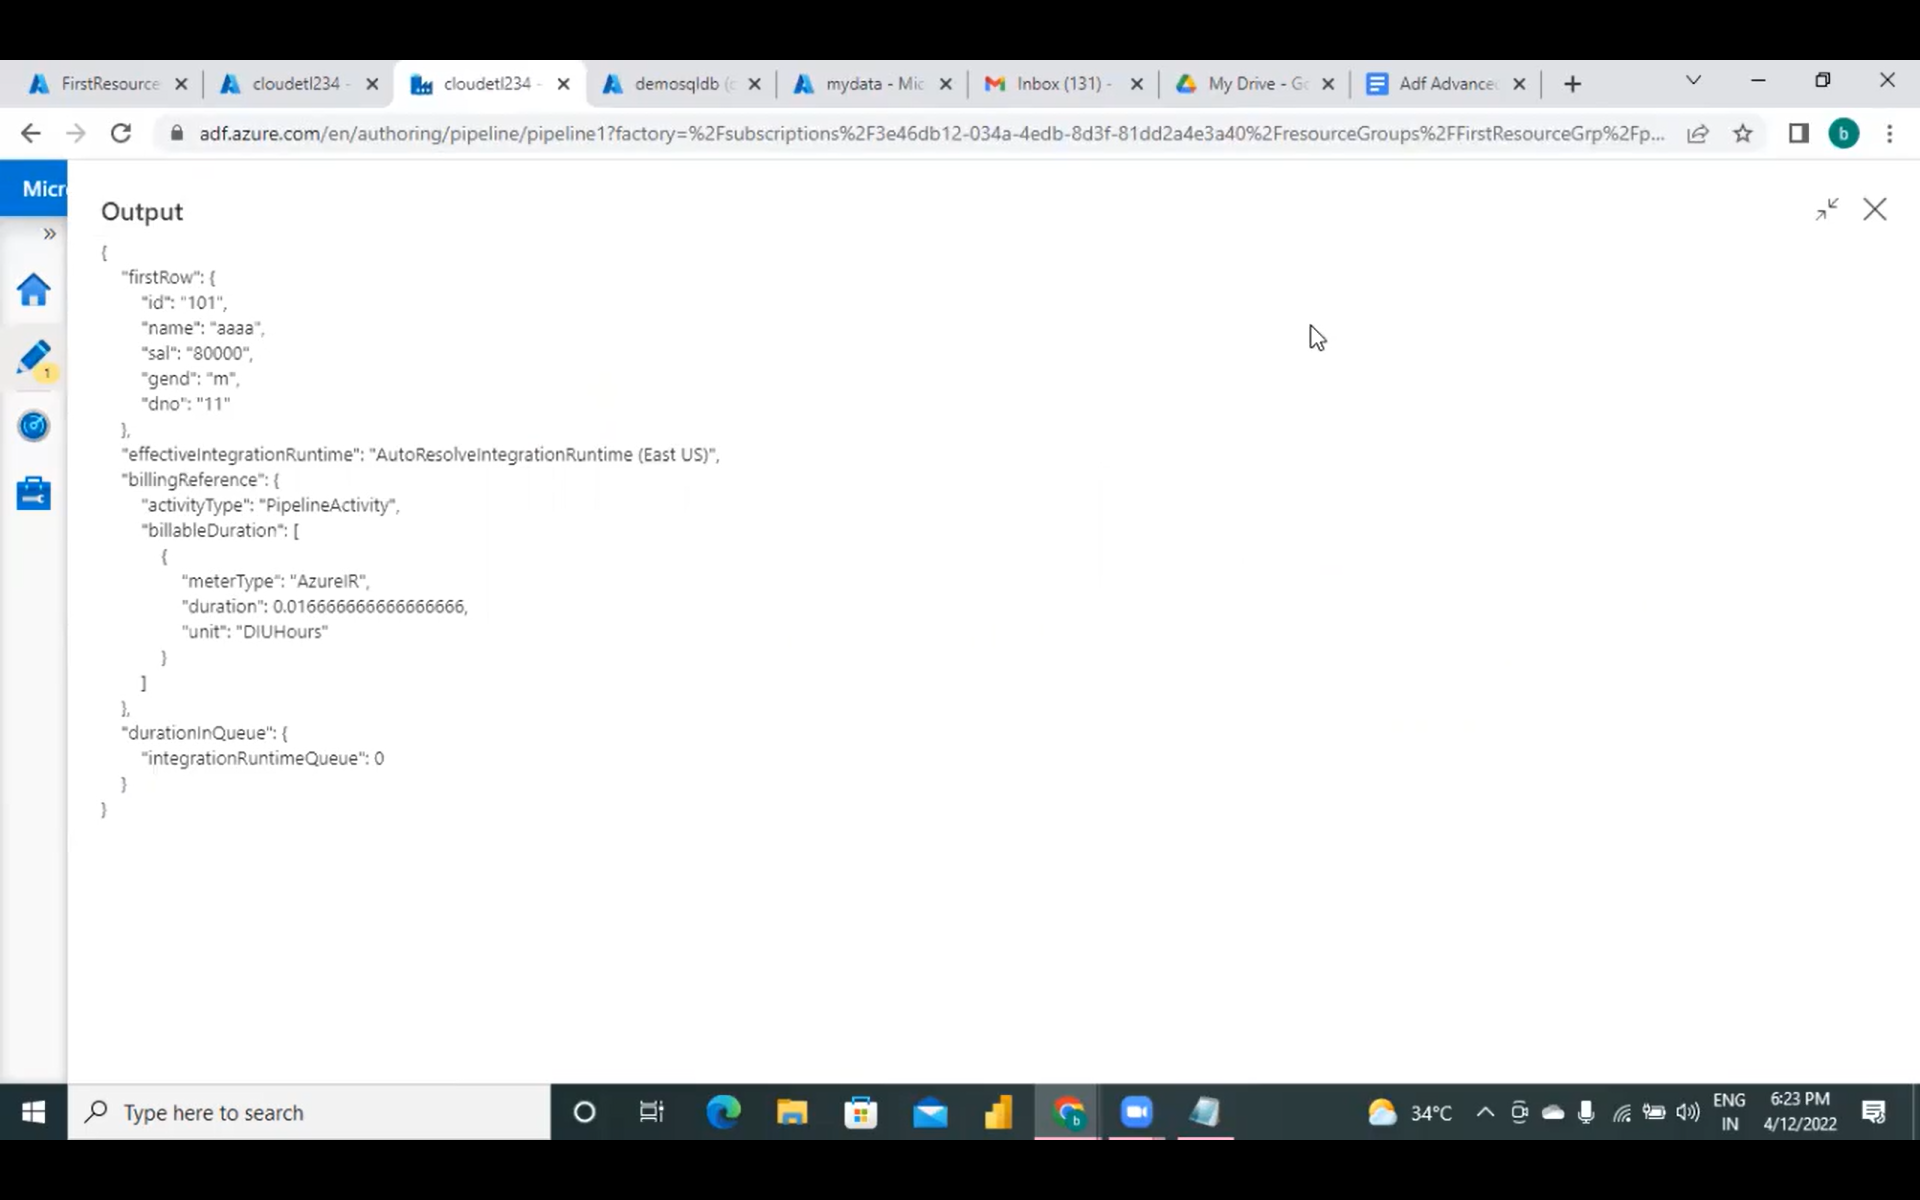 FirstResource
cloudetl234 -
cloudetl234 -
demosqldb (
mydata - Mic
Inbox (131) -
My Drive - Go
Adf Advance
adf.azure.com/en/authoring/pipeline/pipeline1?factory=%2Fsubscriptions%2F3e46db12-034a-4edb-8d3f-81dd2a4e3a40%2FresourceGroups%2FFirstResourceGrp%2Fp...
b
Micr
Output
{
"firstRow": {
"id": "101",
"name": "aaaa",
"sal": "80000",
"gend": "m",
"dno": "11"
},
"effectiveIntegrationRuntime": "AutoResolveIntegrationRuntime (East US)",
"billingReference": {
"activityType": "PipelineActivity",
"billableDuration": [
{
"meterType": "AzureIR",
"duration": 0.016666666666666666,
"unit": "DIUHours"
}
]
},
"durationInQueue": {
"integrationRuntimeQueue": 0
}
}
1
Type here to search
b
34°C
ENG
IN
6:23 PM
4/12/2022